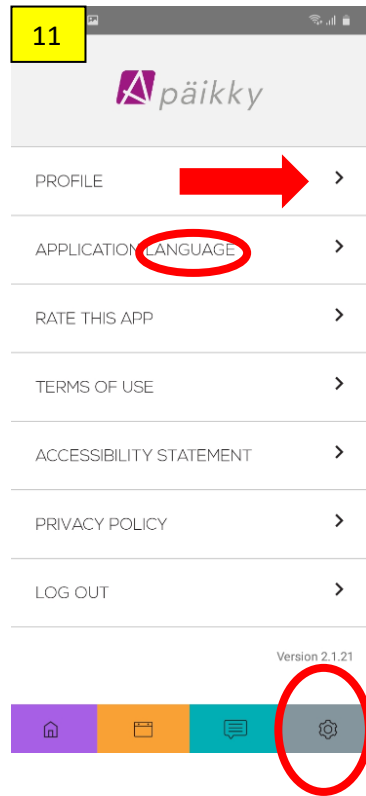 11
päikky
PROFILE
APPLICATION LANGUAGE
RATE THIS APP
TERMS OF USE
ACCESSIBILITY STATEMENT
PRIVACY POLICY
LOG OUT
Version 2.1.21